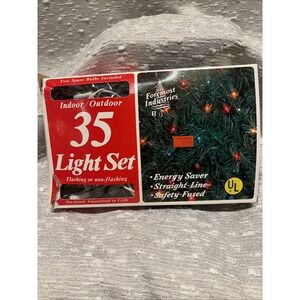 Few Spare Bulbs Included
Indoor/Outdoor
35
Light Set
Flashing or non-flashing
Foremost
Industries
• Energy Saver
• Straight-Line
• Safety-Fused
UL